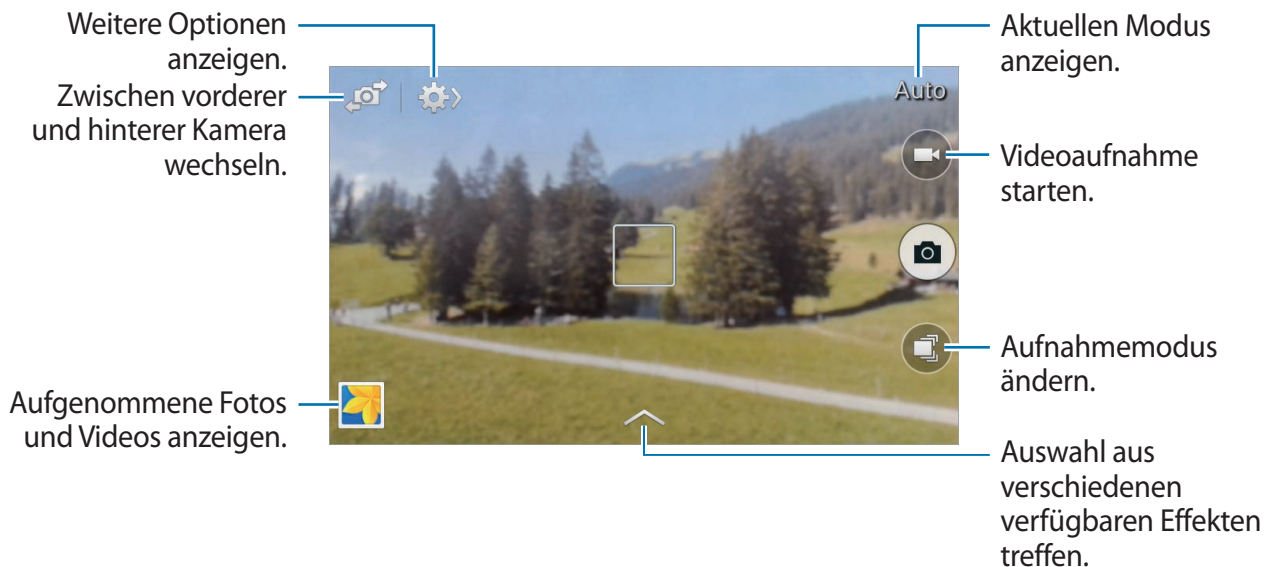 Weitere Optionen
anzeigen.
Zwischen vorderer
und hinterer Kamera
wechseln.
Aufgenommene Fotos
und Videos anzeigen.
Auto
Aktuellen Modus
anzeigen.
Videoaufnahme
starten.
Aufnahmemodus
ändern.
Auswahl aus
verschiedenen
verfügbaren Effekten
treffen.